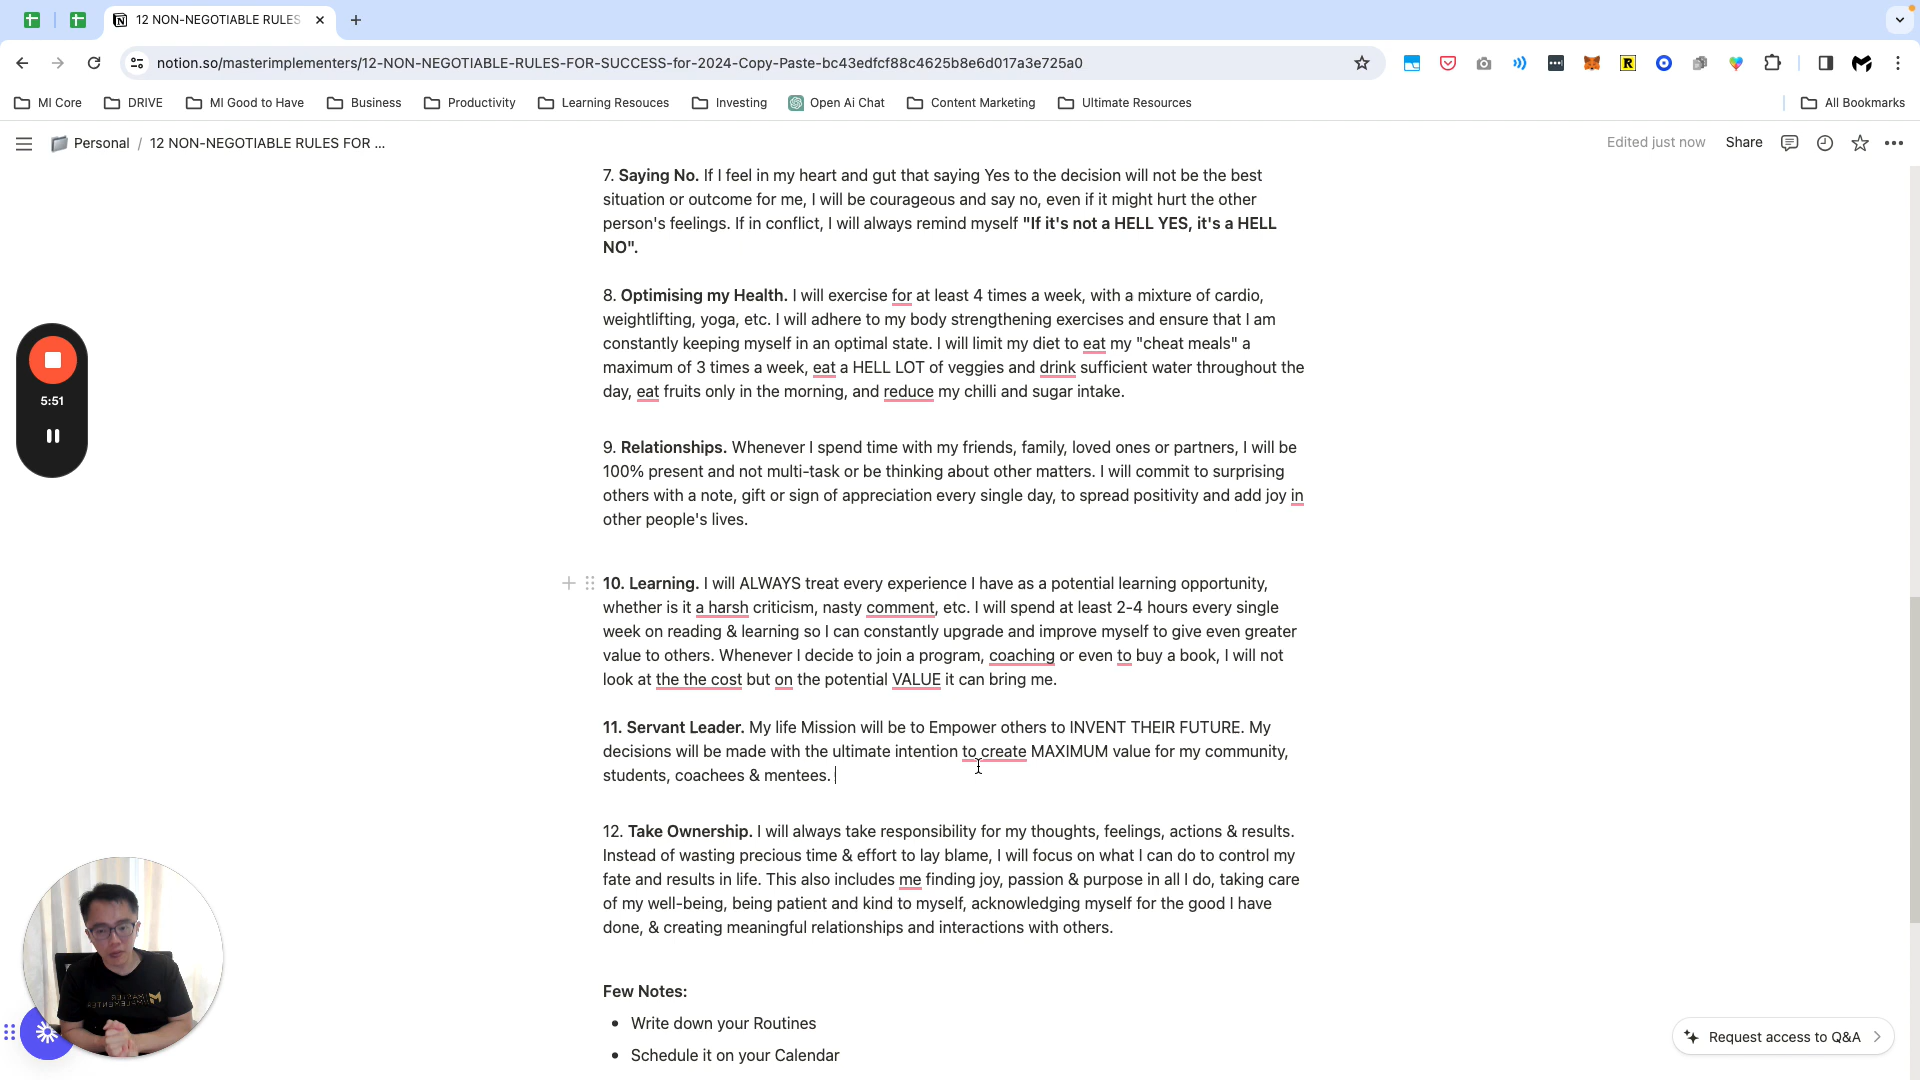 12 NON-NEGOTIABLE RULES
notion.so/masterimplementers/12-NON-NEGOTIABLE-RULES-FOR-SUCCESS-for-2024-Copy-Paste-bc43edfcf88c4625b8e6d017a3e725a0
MI Core DRIVE MI Good to Have Business Productivity Learning Resouces Investing Open Ai Chat Content Marketing Ultimate Resources All Bookmarks
Personal / 12 NON-NEGOTIABLE RULES FOR ... Edited just now Share
7. Saying No. If I feel in my heart and gut that saying Yes to the decision will not be the best
situation or outcome for me, I will be courageous and say no, even if it might hurt the other
person's feelings. If in conflict, I will always remind myself "If it's not a HELL YES, it's a HELL
NO".
8. Optimising my Health. I will exercise for at least 4 times a week, with a mixture of cardio,
weightlifting, yoga, etc. I will adhere to my body strengthening exercises and ensure that I am
constantly keeping myself in an optimal state. I will limit my diet to eat my "cheat meals" a
maximum of 3 times a week, eat a HELL LOT of veggies and drink sufficient water throughout the
day, eat fruits only in the morning, and reduce my chilli and sugar intake.
9. Relationships. Whenever I spend time with my friends, family, loved ones or partners, I will be
100% present and not multi-task or be thinking about other matters. I will commit to surprising
others with a note, gift or sign of appreciation every single day, to spread positivity and add joy in
other people's lives.
10. Learning. I will ALWAYS treat every experience I have as a potential learning opportunity,
whether is it a harsh criticism, nasty comment, etc. I will spend at least 2-4 hours every single
week on reading & learning so I can constantly upgrade and improve myself to give even greater
value to others. Whenever I decide to join a program, coaching or even to buy a book, I will not
look at the the cost but on the potential VALUE it can bring me.
11. Servant Leader. My life Mission will be to Empower others to INVENT THEIR FUTURE. My
decisions will be made with the ultimate intention to create MAXIMUM value for my community,
students, coachees & mentees.
12. Take Ownership. I will always take responsibility for my thoughts, feelings, actions & results.
Instead of wasting precious time & effort to lay blame, I will focus on what I can do to control my
fate and results in life. This also includes me finding joy, passion & purpose in all I do, taking care
of my well-being, being patient and kind to myself, acknowledging myself for the good I have
done, & creating meaningful relationships and interactions with others.
Few Notes:
• Write down your Routines
• Schedule it on your Calendar
5:51
Request access to Q&A